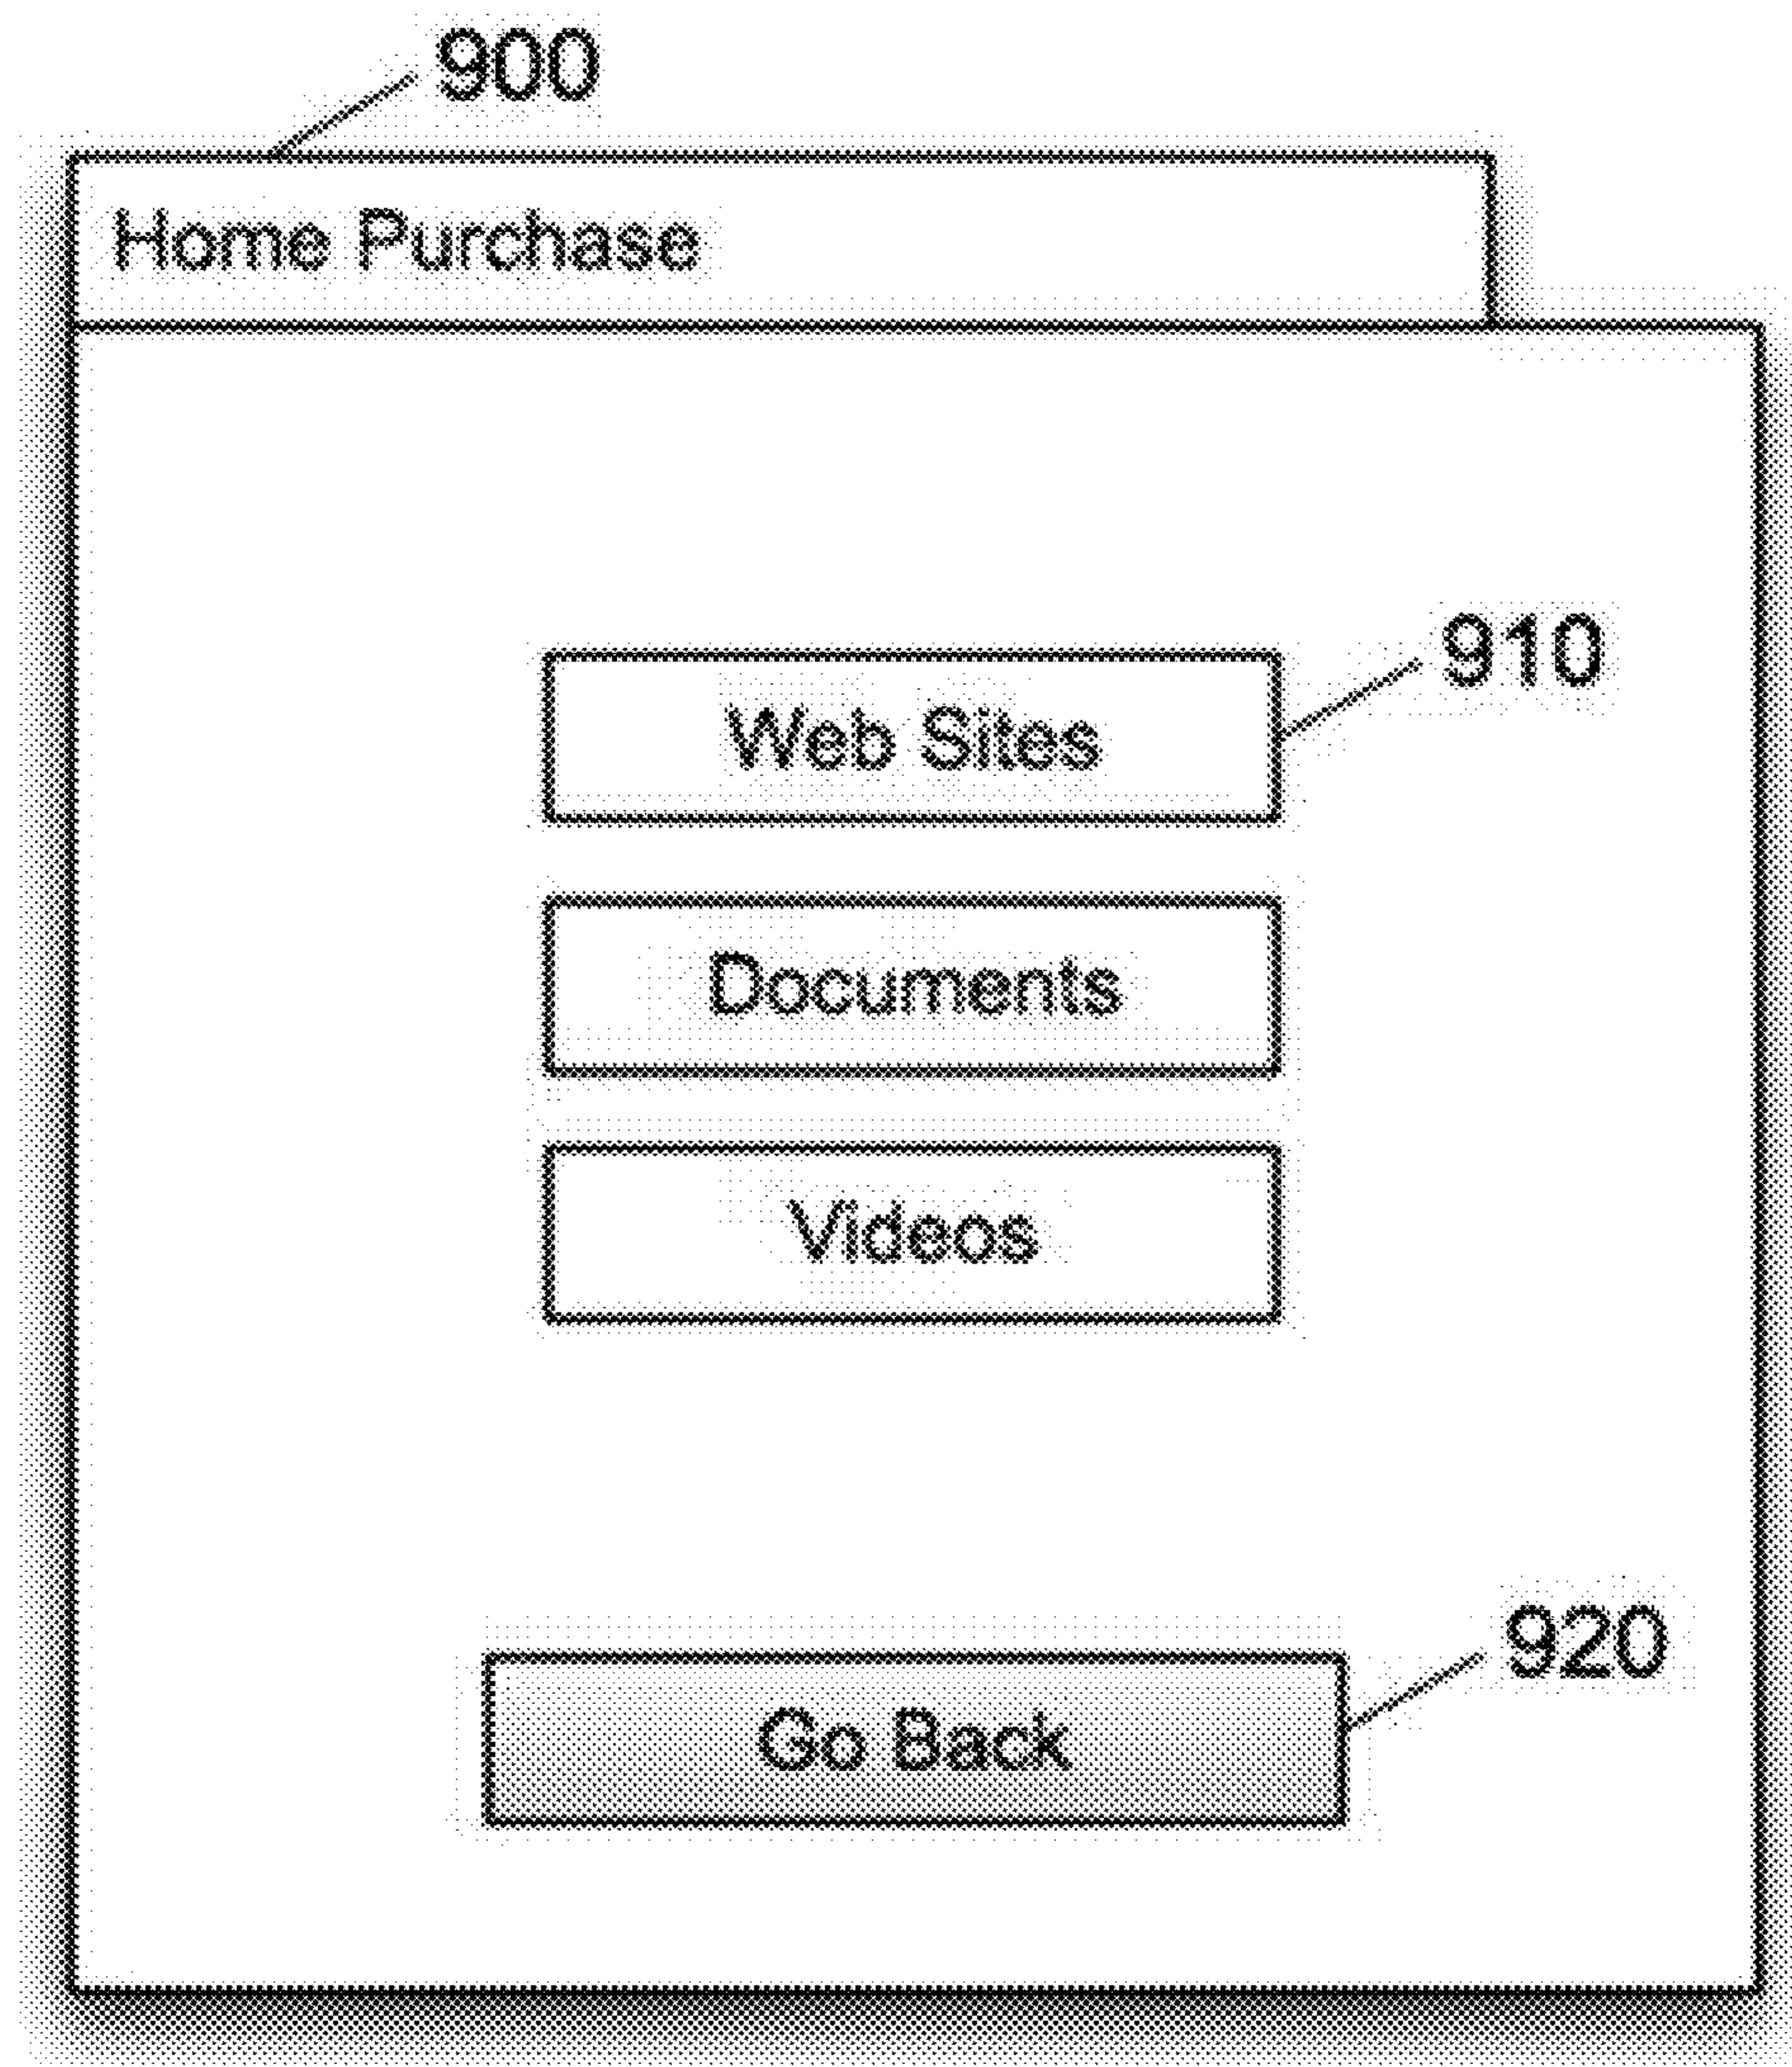 900
Home Purchase
910
Web Sites
Documents
Videos
920
Go Back